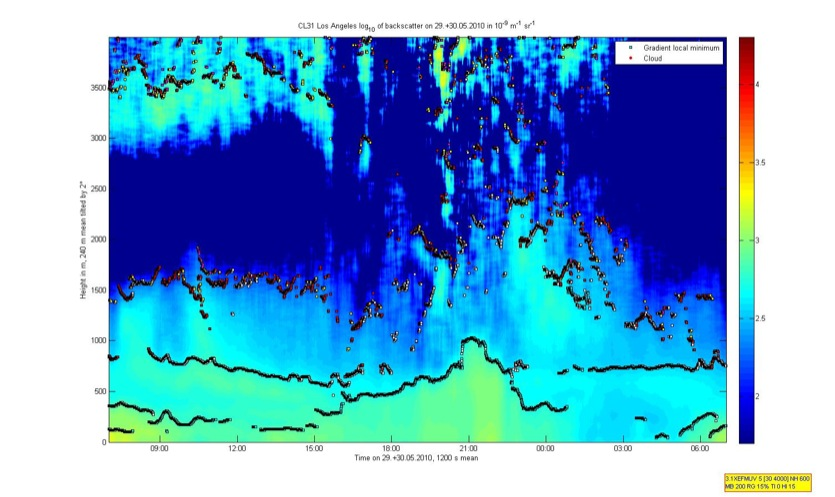 CL31 Los Angeles log10 of backscatter on 29.+30.05.2010 in 10-9 m-1 sr-1
Gradient local minimum
Cloud
Height in m, 240 m mean tilted by 2°
3500
3000
2500
2000
1500
1000
500
0
09:00 12:00 15:00 18:00 21:00 00:00 03:00 06:00
Time on 29.+30.05.2010, 1200 s mean
4
3.5
3
2.5
2
3.1XEFMUV 5 [30 4000] NH 600
MB 200 RG 15% TI 0 HI 15